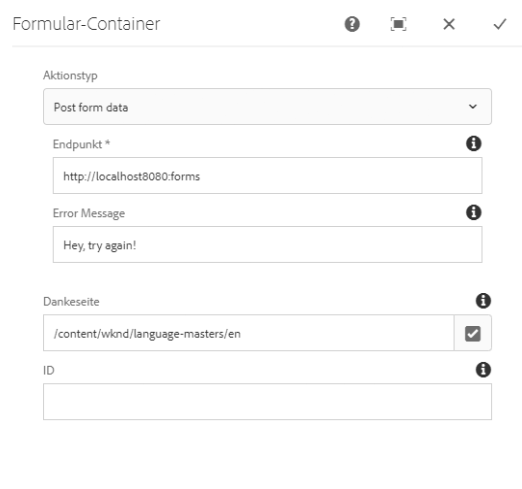 Formular-Container
Aktionstyp
Post form data
Endpunkt *
http://localhost8080:forms
Error Message
Hey, try again!
Dankeseite
/content/wknd/language-masters/en
ID